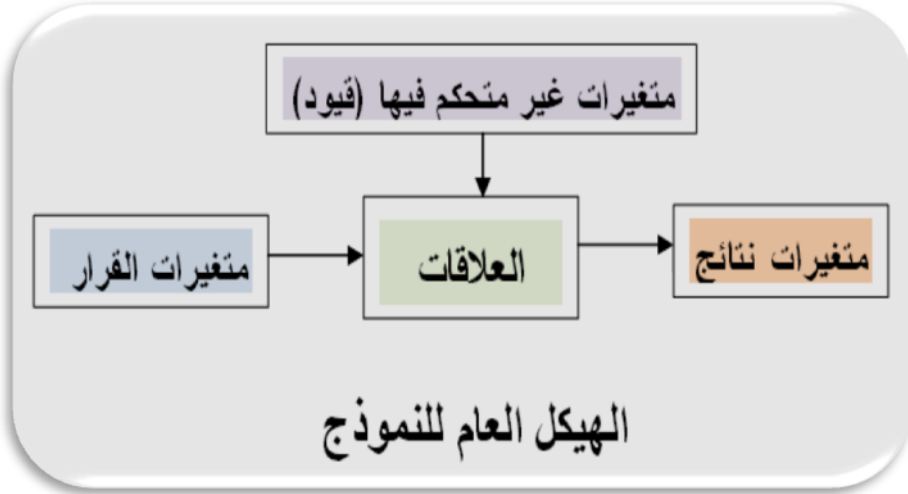 متغيرات غير متحكم فيها (قيود)
متغيرات القرار
العلاقات
متغيرات نتائج
الهيكل العام للنموذج